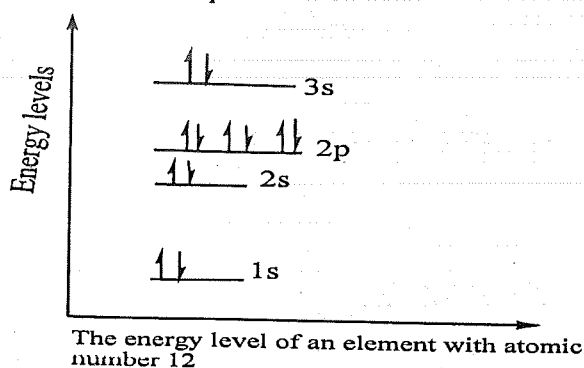 Energy levels
3s
2p
2s
1s
The energy level of an element with atomic
number 12